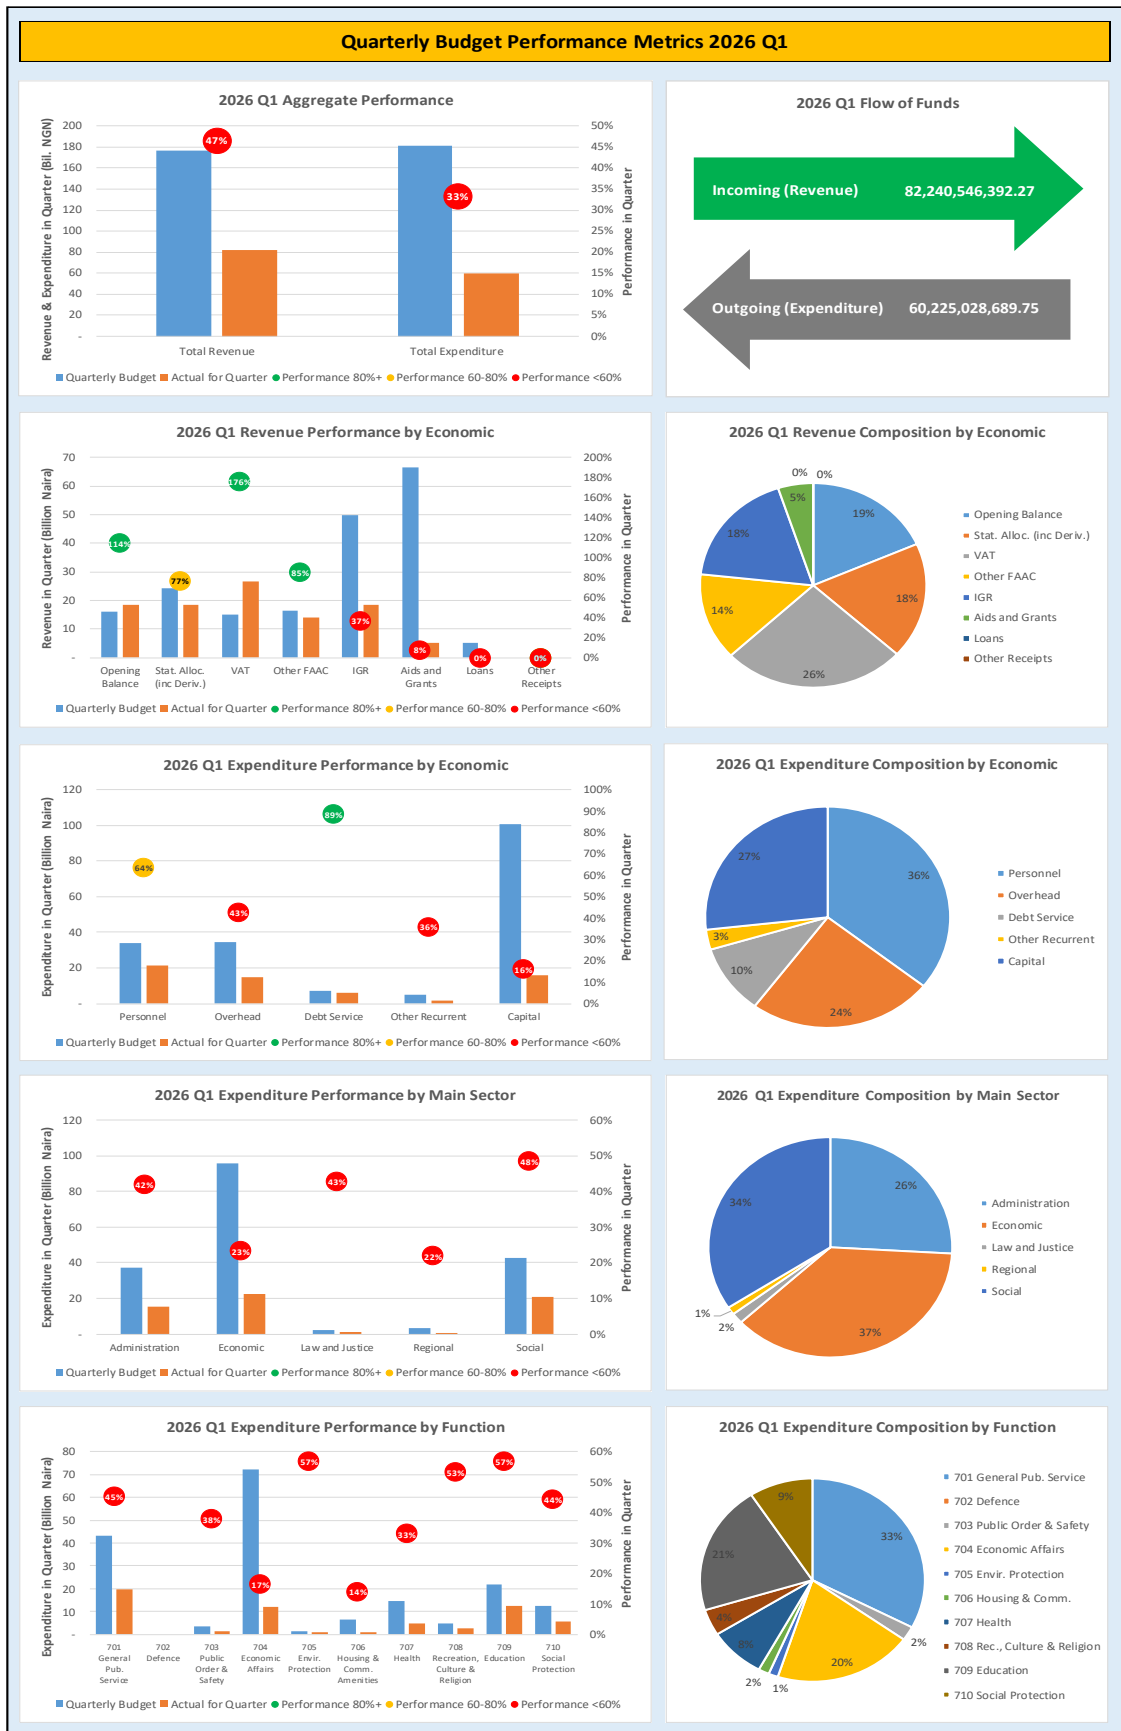 Quarterly Budget Performance Metrics 2026 Q1
2026 Q1 Aggregate Performance
Revenue & Expenditure in Quarter (Bil. NGN)
200
180
160
140
120
100
80
60
40
20
-
47%
33%
50%
45%
40%
35%
30%
25%
20%
15%
10%
5%
0%
Performance in Quarter
Total Revenue
Total Expenditure
Quarterly Budget
Actual for Quarter
Performance 80%+
Performance 60-80%
Performance <60%
2026 Q1 Flow of Funds
Incoming (Revenue) 82,240,546,392.27
Outgoing (Expenditure) 60,225,028,689.75
2026 Q1 Revenue Performance by Economic
Revenue in Quarter (Billion Naira)
70
60
50
40
30
20
10
-
114%
77%
176%
85%
37%
8%
0%
0%
200%
180%
160%
140%
120%
100%
80%
60%
40%
20%
0%
Performance in Quarter
Opening
Balance
Stat. Alloc.
(inc Deriv.)
VAT
Other FAAC
IGR
Aids and
Grants
Loans
Other
Receipts
Quarterly Budget
Actual for Quarter
Performance 80%+
Performance 60-80%
Performance <60%
2026 Q1 Revenue Composition by Economic
0%
0%
5%
19%
18%
18%
14%
26%
Opening Balance
Stat. Alloc. (inc Deriv.)
VAT
Other FAAC
IGR
Aids and Grants
Loans
Other Receipts
2026 Q1 Expenditure Performance by Economic
Expenditure in Quarter (Billion Naira)
120
100
80
60
40
20
-
64%
43%
89%
36%
16%
100%
90%
80%
70%
60%
50%
40%
30%
20%
10%
0%
Performance in Quarter
Personnel
Overhead
Debt Service
Other Recurrent
Capital
Quarterly Budget
Actual for Quarter
Performance 80%+
Performance 60-80%
Performance <60%
2026 Q1 Expenditure Composition by Economic
27%
36%
3%
10%
24%
Personnel
Overhead
Debt Service
Other Recurrent
Capital
2026 Q1 Expenditure Performance by Main Sector
Expenditure in Quarter (Billion Naira)
120
100
80
60
40
20
-
42%
23%
43%
22%
48%
60%
50%
40%
30%
20%
10%
0%
Performance in Quarter
Administration
Economic
Law and Justice
Regional
Social
Quarterly Budget
Actual for Quarter
Performance 80%+
Performance 60-80%
Performance <60%
2026 Q1 Expenditure Composition by Main Sector
34%
26%
1%
2%
37%
Administration
Economic
Law and Justice
Regional
Social
2026 Q1 Expenditure Performance by Function
Expenditure in Quarter (Billion Naira)
80
70
60
50
40
30
20
10
-
45%
38%
17%
57%
14%
33%
53%
57%
44%
60%
50%
40%
30%
20%
10%
0%
Performance in Quarter
701
General
Pub.
Service
702
Defence
703
Public
Order &
Safety
704
Economic
Affairs
705
Envir.
Protection
706
Housing &
Comm.
Amenities
707
Health
708
Recreation,
Culture &
Religion
709
Education
710
Social
Protection
Quarterly Budget
Actual for Quarter
Performance 80%+
Performance 60-80%
Performance <60%
2026 Q1 Expenditure Composition by Function
9%
33%
21%
4%
8%
2%
1%
20%
2%
701 General Pub. Service
702 Defence
703 Public Order & Safety
704 Economic Affairs
705 Envir. Protection
706 Housing & Comm.
707 Health
708 Rec., Culture & Religion
709 Education
710 Social Protection